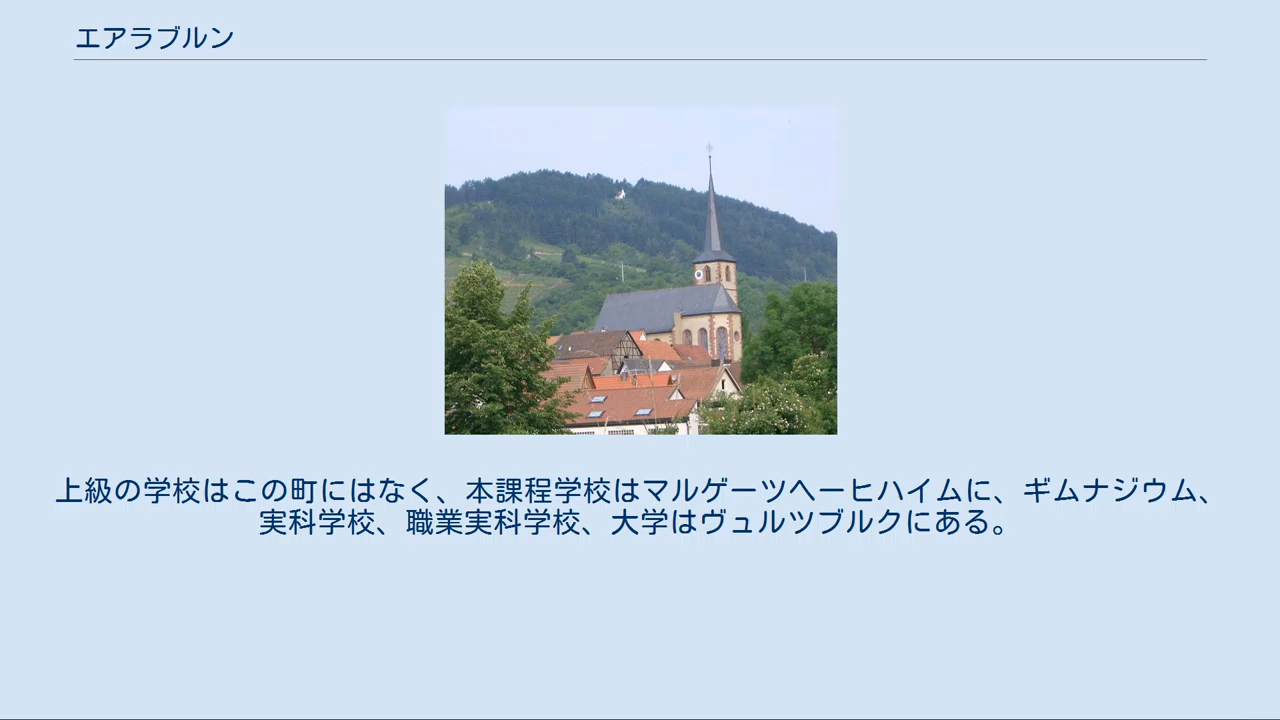 エアラブルン
上級の学校はこの町にはなく、本課程学校はマルゲーツヘーヒハイムに、ギムナジウム、
実科学校、職業実科学校、大学はヴュルツブルクにある。